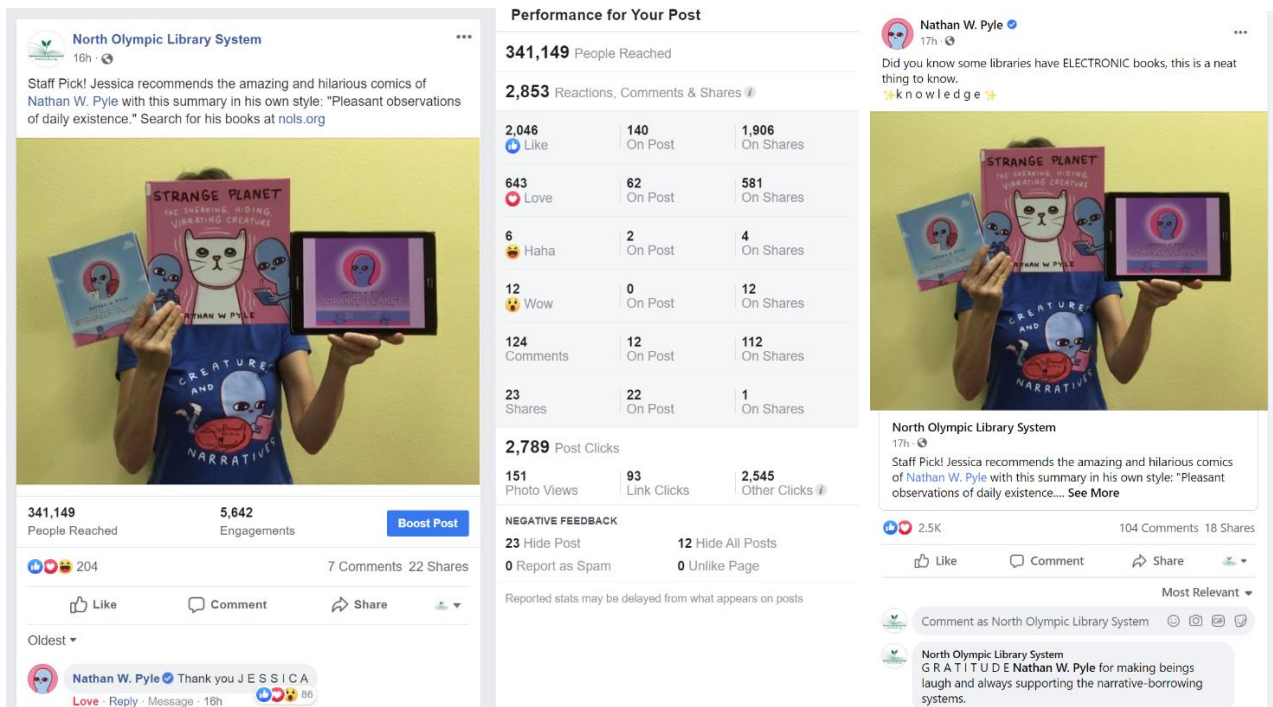 North Olympic Library System
16h ·
Staff Pick! Jessica recommends the amazing and hilarious comics of
Nathan W. Pyle with this summary in his own style: "Pleasant observations
of daily existence." Search for his books at nols.org
STRANGE PLANET
THE SNEAKING, HIDING,
VIBRATING CREATURE
NATHAN W PYLE
STRANGE PLANET
CREATURES
AND
NARRATIVES
341,149
People Reached
5,642
Engagements
Boost Post
204
7 Comments 22 Shares
Like
Comment
Share
Oldest
Nathan W. Pyle Thank you J E S S I C A
Love · Reply · Message · 16h
86
Performance for Your Post
341,149 People Reached
2,853 Reactions, Comments & Shares
2,046
Like
140
On Post
1,906
On Shares
643
Love
62
On Post
581
On Shares
6
Haha
2
On Post
4
On Shares
12
Wow
0
On Post
12
On Shares
124
Comments
12
On Post
112
On Shares
23
Shares
22
On Post
1
On Shares
2,789 Post Clicks
151
Photo Views
93
Link Clicks
2,545
Other Clicks
NEGATIVE FEEDBACK
23 Hide Post
12 Hide All Posts
0 Report as Spam
0 Unlike Page
Reported stats may be delayed from what appears on posts
Nathan W. Pyle
17h ·
Did you know some libraries have ELECTRONIC books, this is a neat
thing to know.
✨k n o w l e d g e ✨
STRANGE PLANET
THE SNEAKING, HIDING,
VIBRATING CREATURE
NATHAN W PYLE
STRANGE PLANET
CREATURES
AND
NARRATIVES
North Olympic Library System
17h ·
Staff Pick! Jessica recommends the amazing and hilarious comics
of Nathan W. Pyle with this summary in his own style: "Pleasant
observations of daily existence.... See More
2.5K
104 Comments 18 Shares
Like
Comment
Share
Most Relevant
Comment as North Olympic Library System
GIF
North Olympic Library System
G R A T I T U D E Nathan W. Pyle for making beings
laugh and always supporting the narrative-borrowing
systems.